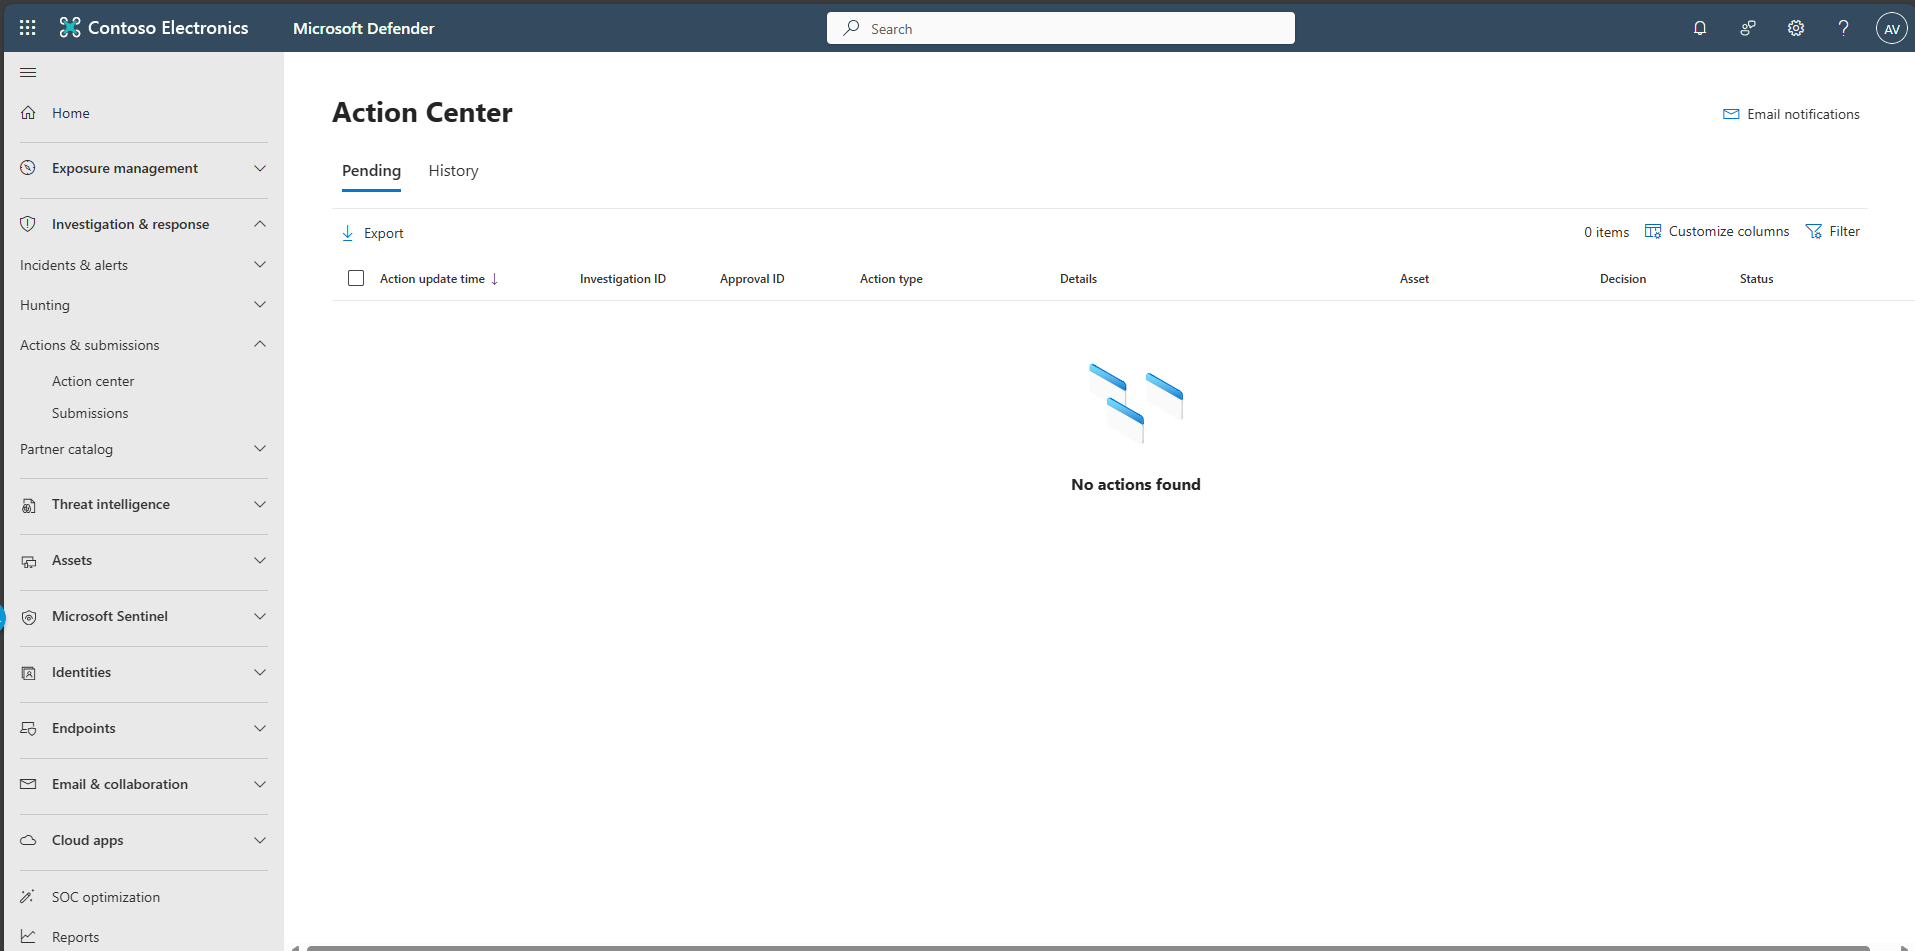 Contoso Electronics
Microsoft Defender
Search
AV
Home
Exposure management
Investigation & response
Incidents & alerts
Hunting
Actions & submissions
Action center
Submissions
Partner catalog
Threat intelligence
Assets
Microsoft Sentinel
Identities
Endpoints
Email & collaboration
Cloud apps
SOC optimization
Reports
Action Center
Email notifications
Pending History
Export
0 items Customize columns Filter
Action update time ↓ Investigation ID Approval ID Action type Details Asset Decision Status
No actions found